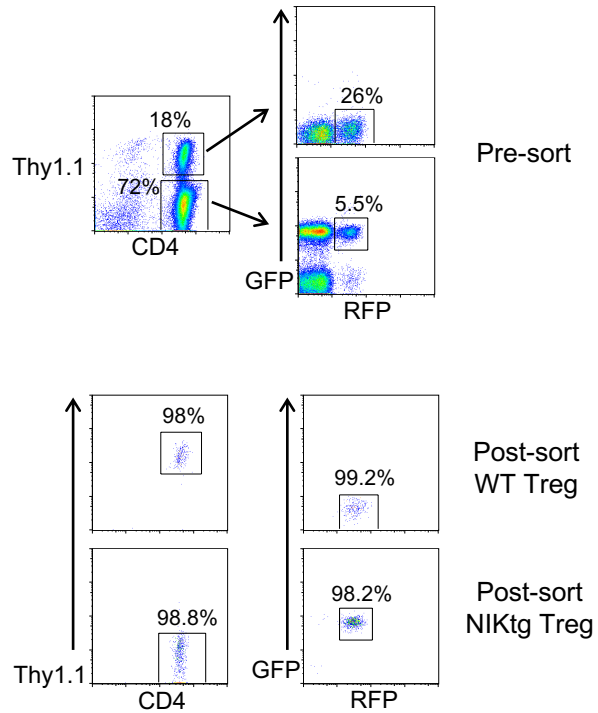 26%
18%
Thy1.1
Pre-sort
72%
5.5%
CD4
GFP
RFP
98%
99.2%
Post-sort
WT Treg
98.8%
98.2%
Post-sort
NIKtg Treg
Thy1.1
GFP
CD4
RFP